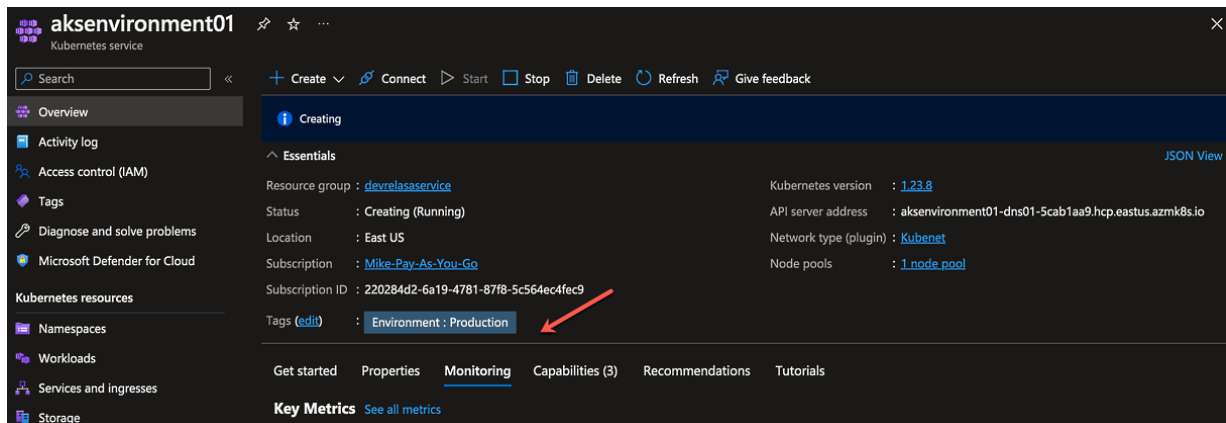 aksenvironment01
Kubernetes service
Search
Create Connect Start Stop Delete Refresh Give feedback
Overview
Activity log
Access control (IAM)
Tags
Diagnose and solve problems
Microsoft Defender for Cloud
Kubernetes resources
Namespaces
Workloads
Services and ingresses
Storage
Creating
Essentials
JSON View
Resource group : devrelasaservice
Status : Creating (Running)
Location : East US
Subscription : Mike-Pay-As-You-Go
Subscription ID : 220284d2-6a19-4781-87f8-5c564ec4fec9
Tags (edit) : Environment : Production
Kubernetes version : 1.23.8
API server address : aksenvironment01-dns01-5cab1aa9.hcp.eastus.azmk8s.io
Network type (plugin) : Kubenet
Node pools : 1 node pool
Get started Properties Monitoring Capabilities (3) Recommendations Tutorials
Key Metrics See all metrics